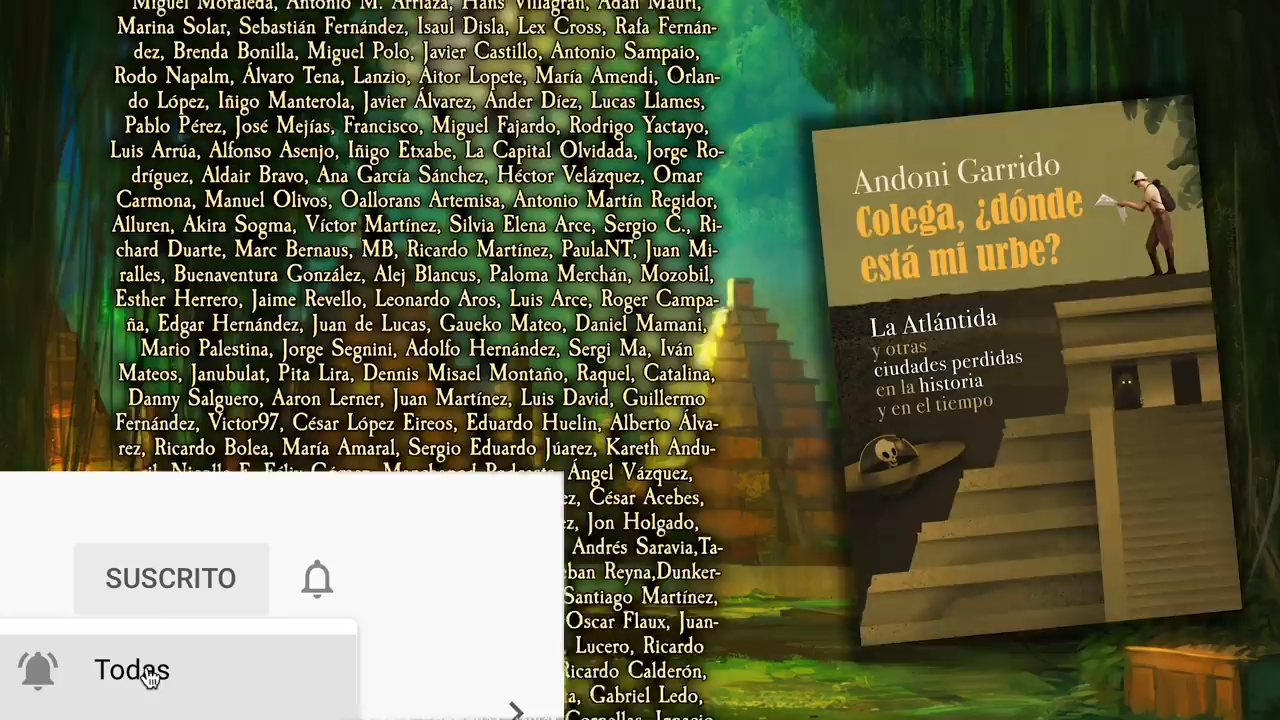 Miguel Moraleda, Antonio M. Arriaza, Hans Villagrán, Adán Mauri,
Marina Solar, Sebastián Fernández, Isaul Disla, Lex Cross, Rafa Fernán-
dez, Brenda Bonilla, Miguel Polo, Javier Castillo, Antonio Sampaio,
Rodo Napalm, Álvaro Tena, Lanzio, Aitor Lopete, María Amendi, Orlan-
do López, Iñigo Manterola, Javier Álvarez, Ander Díez, Lucas Llames,
Pablo Pérez, José Mejías, Francisco, Miguel Fajardo, Rodrigo Yactayo,
Luis Arrúa, Alfonso Asenjo, Iñigo Etxabe, La Capital Olvidada, Jorge Ro-
dríguez, Aldair Bravo, Ana García Sánchez, Héctor Velázquez, Omar
Carmona, Manuel Olivos, Oallorans Artemisa, Antonio Martín Regidor,
Alluren, Akira Sogma, Víctor Martínez, Silvia Elena Arce, Sergio C., Ri-
chard Duarte, Marc Bernaus, MB, Ricardo Martínez, PaulaNT, Juan Mi-
ralles, Buenaventura González, Alej Blancus, Paloma Merchán, Mozobil,
Esther Herrero, Jaime Revello, Leonardo Aros, Luis Arce, Roger Campa-
ña, Edgar Hernández, Juan de Lucas, Gaueko Mateo, Daniel Mamani,
Mario Palestina, Jorge Segnini, Adolfo Hernández, Sergi Ma, Iván
Mateos, Janubulat, Pita Lira, Dennis Misael Montaño, Raquel, Catalina,
Danny Salguero, Aaron Lerner, Juan Martínez, Luis David, Guillermo
Fernández, Victor97, César López Eireos, Eduardo Huelin, Alberto Álva-
rez, Ricardo Bolea, María Amaral, Sergio Eduardo Júarez, Kareth Andu-
Ángel Vázquez,
César Acebes,
Jon Holgado,
Andrés Saravia,Ta-
Reyna,Dunker-
Santiago Martínez,
Oscar Flaux, Juan-
Lucero, Ricardo
Ricardo Calderón,
Gabriel Ledo,
SUSCRITO
Todas
Andoni Garrido
Colega, ¿dónde
está mi urbe?
La Atlántida
y otras
ciudades perdidas
en la historia
y en el tiempo